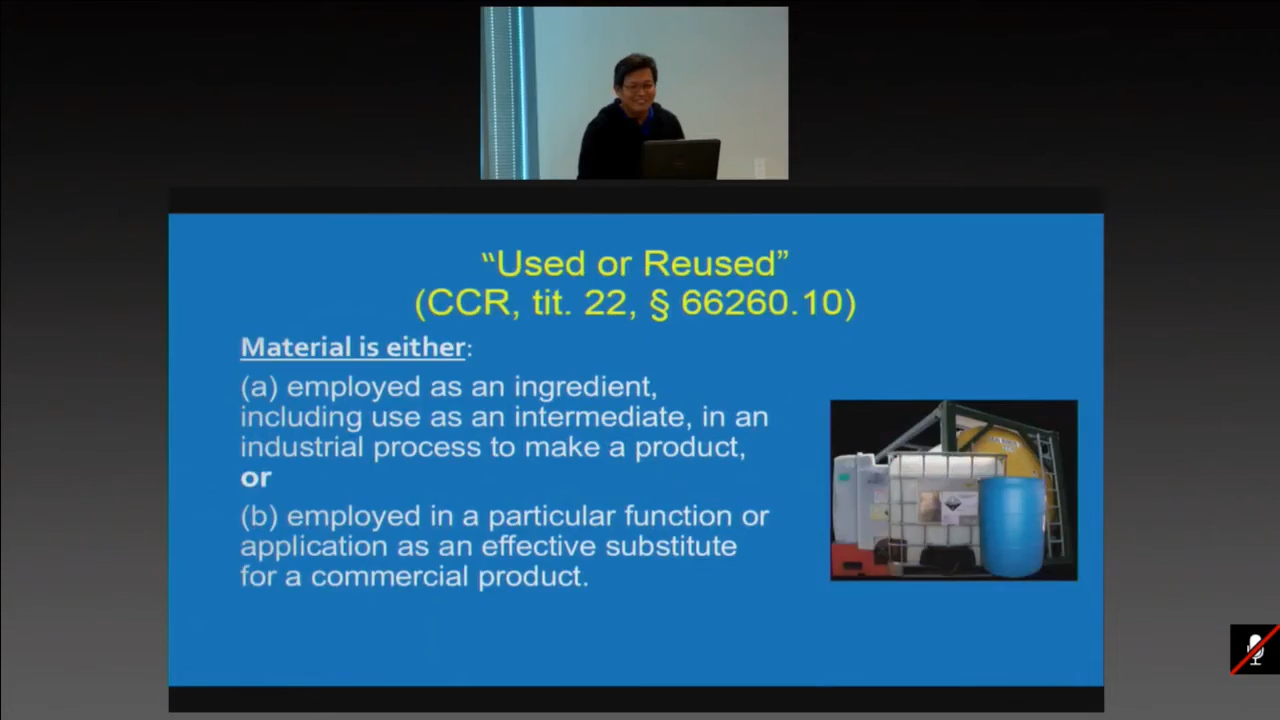 “Used or Reused”
(CCR, tit. 22, § 66260.10)
Material is either:
(a) employed as an ingredient,
including use as an intermediate, in an
industrial process to make a product,
or
(b) employed in a particular function or
application as an effective substitute
for a commercial product.